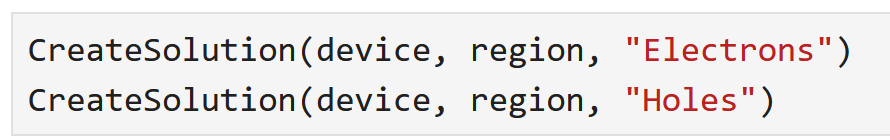 CreateSolution(device, region, "Electrons")
CreateSolution(device, region, "Holes")